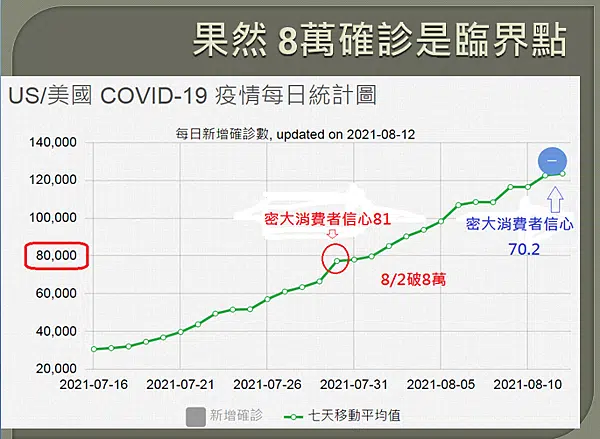 果然 8萬確診是臨界點
US/美國 COVID-19 疫情每日統計圖
每日新增確診數, updated on 2021-08-12
140,000
120,000
100,000
80,000
60,000
40,000
20,000
密大消費者信心81
8/2破8萬
密大消費者信心
70.2
2021-07-16
2021-07-21
2021-07-26
2021-07-31
2021-08-05
2021-08-10
新增確診
七天移動平均值